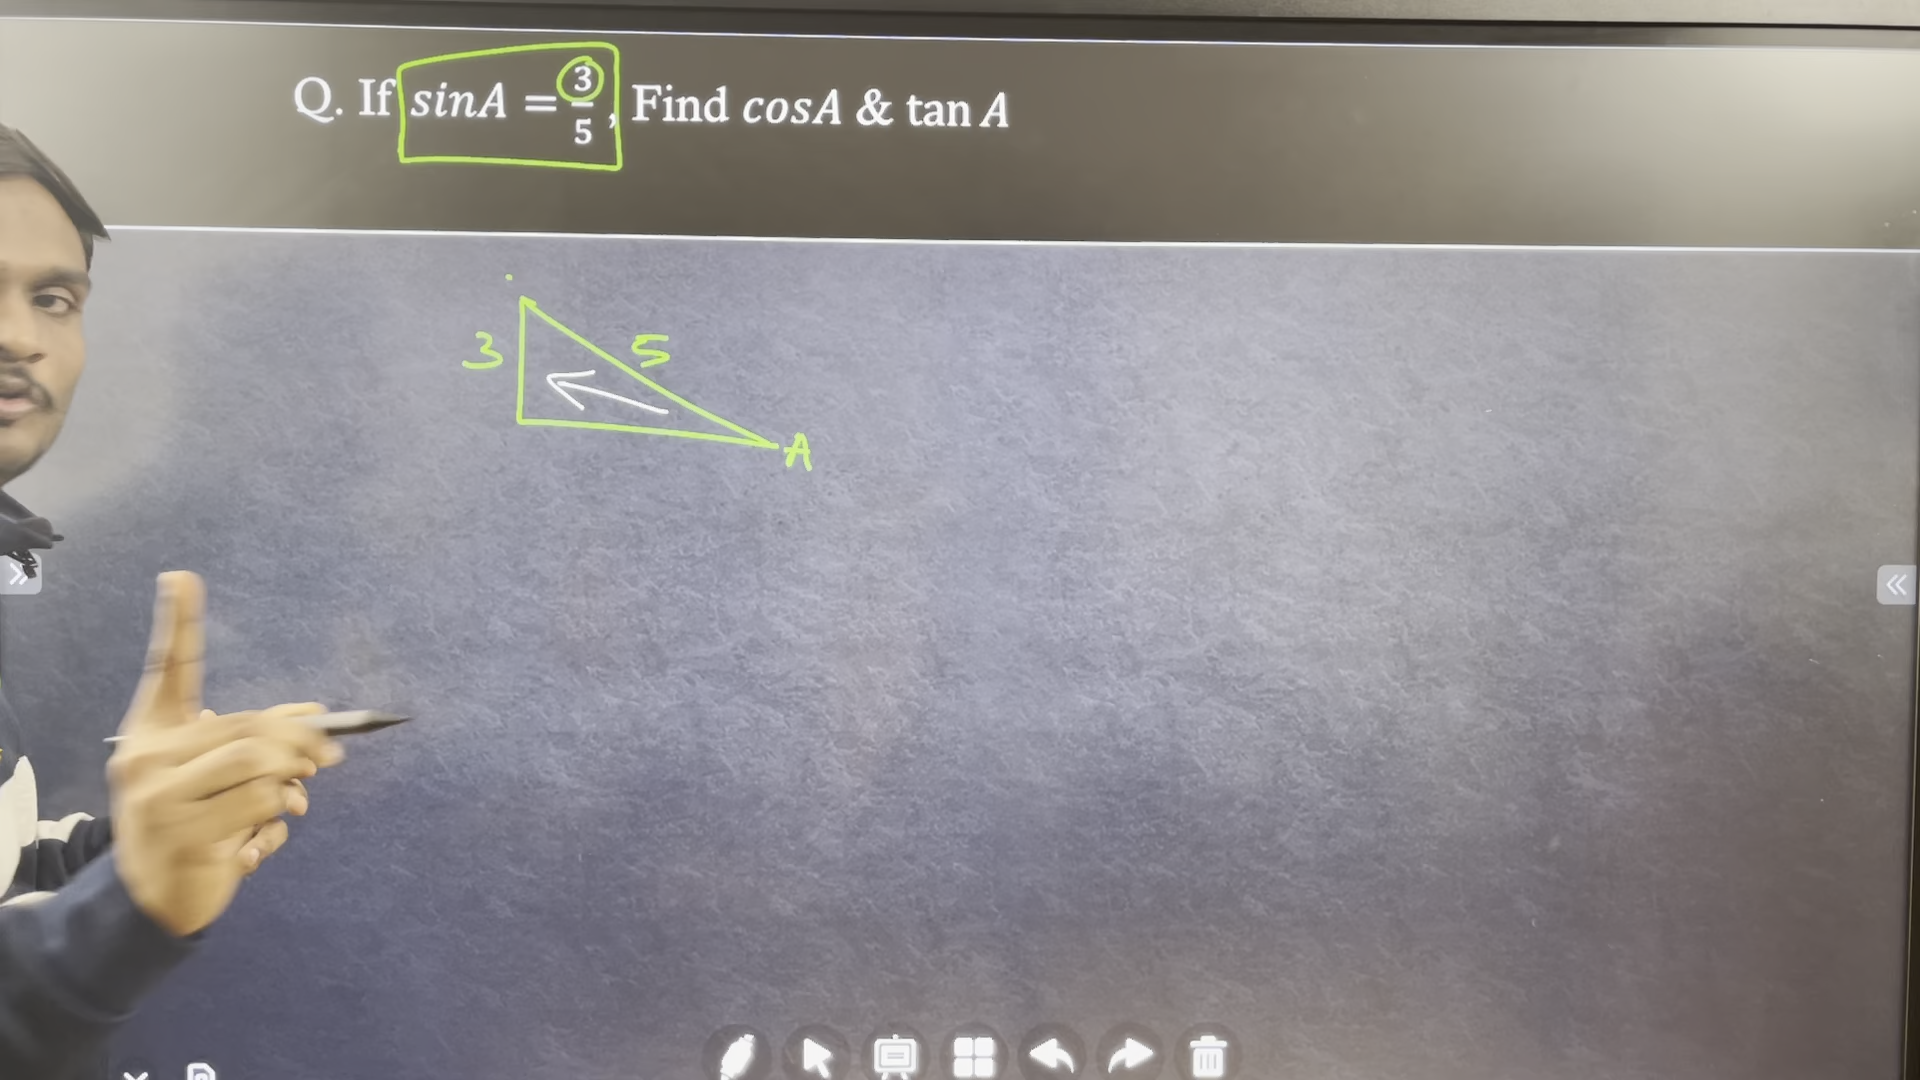 Q. If sinA = 3/5, Find cosA & tan A
3
5
A